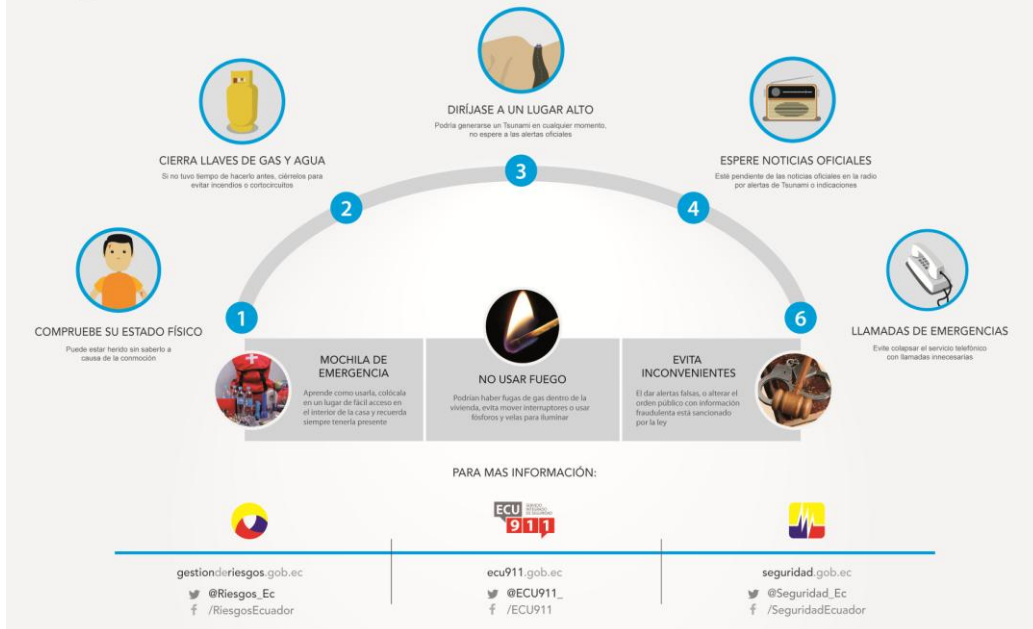 DIRÍJASE A UN LUGAR ALTO
Podría generarse un Tsunami en cualquier momento,
no espere a las alertas oficiales
CIERRA LLAVES DE GAS Y AGUA
Si no tuvo tiempo de hacerlo antes, ciérrelos para
evitar incendios o cortocircuitos
ESPERE NOTICIAS OFICIALES
Esté pendiente de las noticias oficiales en la radio
por alertas de Tsunami o indicaciones
3
2
4
COMPRUEBE SU ESTADO FÍSICO
Puede estar herido sin saberlo a
causa de la conmoción
1
6
LLAMADAS DE EMERGENCIAS
Evite colapsar el servicio telefónico
con llamadas innecesarias
MOCHILA DE
EMERGENCIA
Aprende como usarla, colócala
en un lugar de fácil acceso en
el interior de la casa y recuerda
siempre tenerla presente
NO USAR FUEGO
Podrían haber fugas de gas dentro de la
vivienda, evita mover interruptores o usar
fósforos y velas para iluminar
EVITA
INCONVENIENTES
El dar alertas falsas, o alterar el
orden público con información
fraudulenta está sancionado
por la ley
PARA MAS INFORMACIÓN:
ECU
SERVICIO
INTEGRADO
DE SEGURIDAD
911
gestionderiesgos.gob.ec
@Riesgos_Ec
/RiesgosEcuador
ecu911.gob.ec
@ECU911_
/ECU911
seguridad.gob.ec
@Seguridad_Ec
/SeguridadEcuador